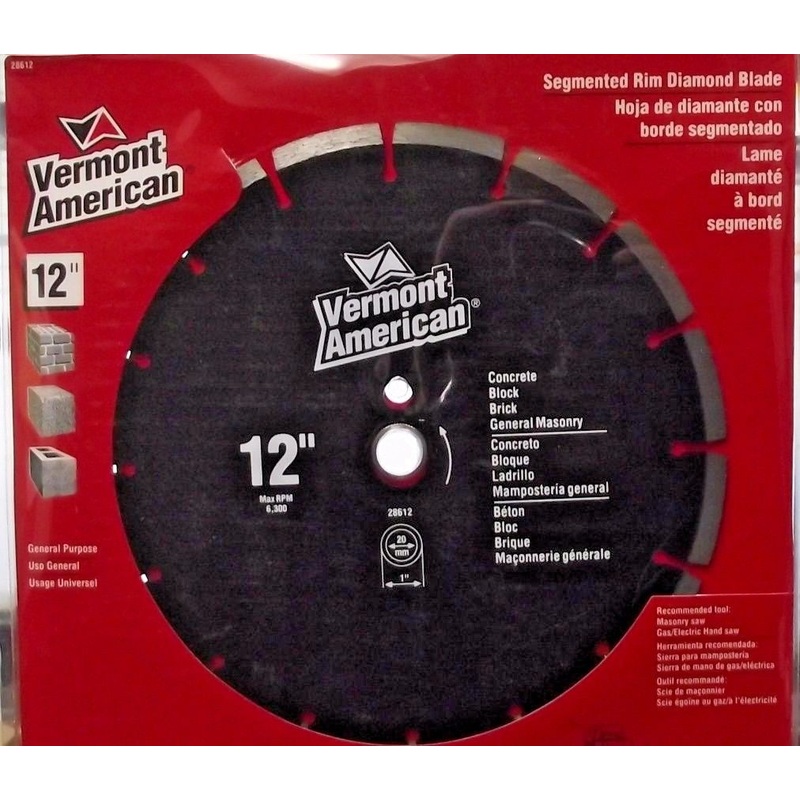 28612
Segmented Rim Diamond Blade
Hoja de diamante con
borde segmentado
Lame
diamanté
à bord
segmenté
Vermont
American
12"
Vermont
American®
Concrete
Block
Brick
General Masonry
Concreto
Bloque
Ladrillo
Mampostería general
Béton
Bloc
Brique
Maçonnerie générale
12"
Max RPM
6,300
28612
20
mm
1"
General Purpose
Uso General
Usage Universel
Recommended tool:
Masonry saw
Gas/Electric Hand saw
Herramienta recomendada:
Sierra para mampostería
Sierra de mano de gas/eléctrica
Outil recommandé:
Scie de maçonnier
Scie égoïne au gaz/à l'électricité